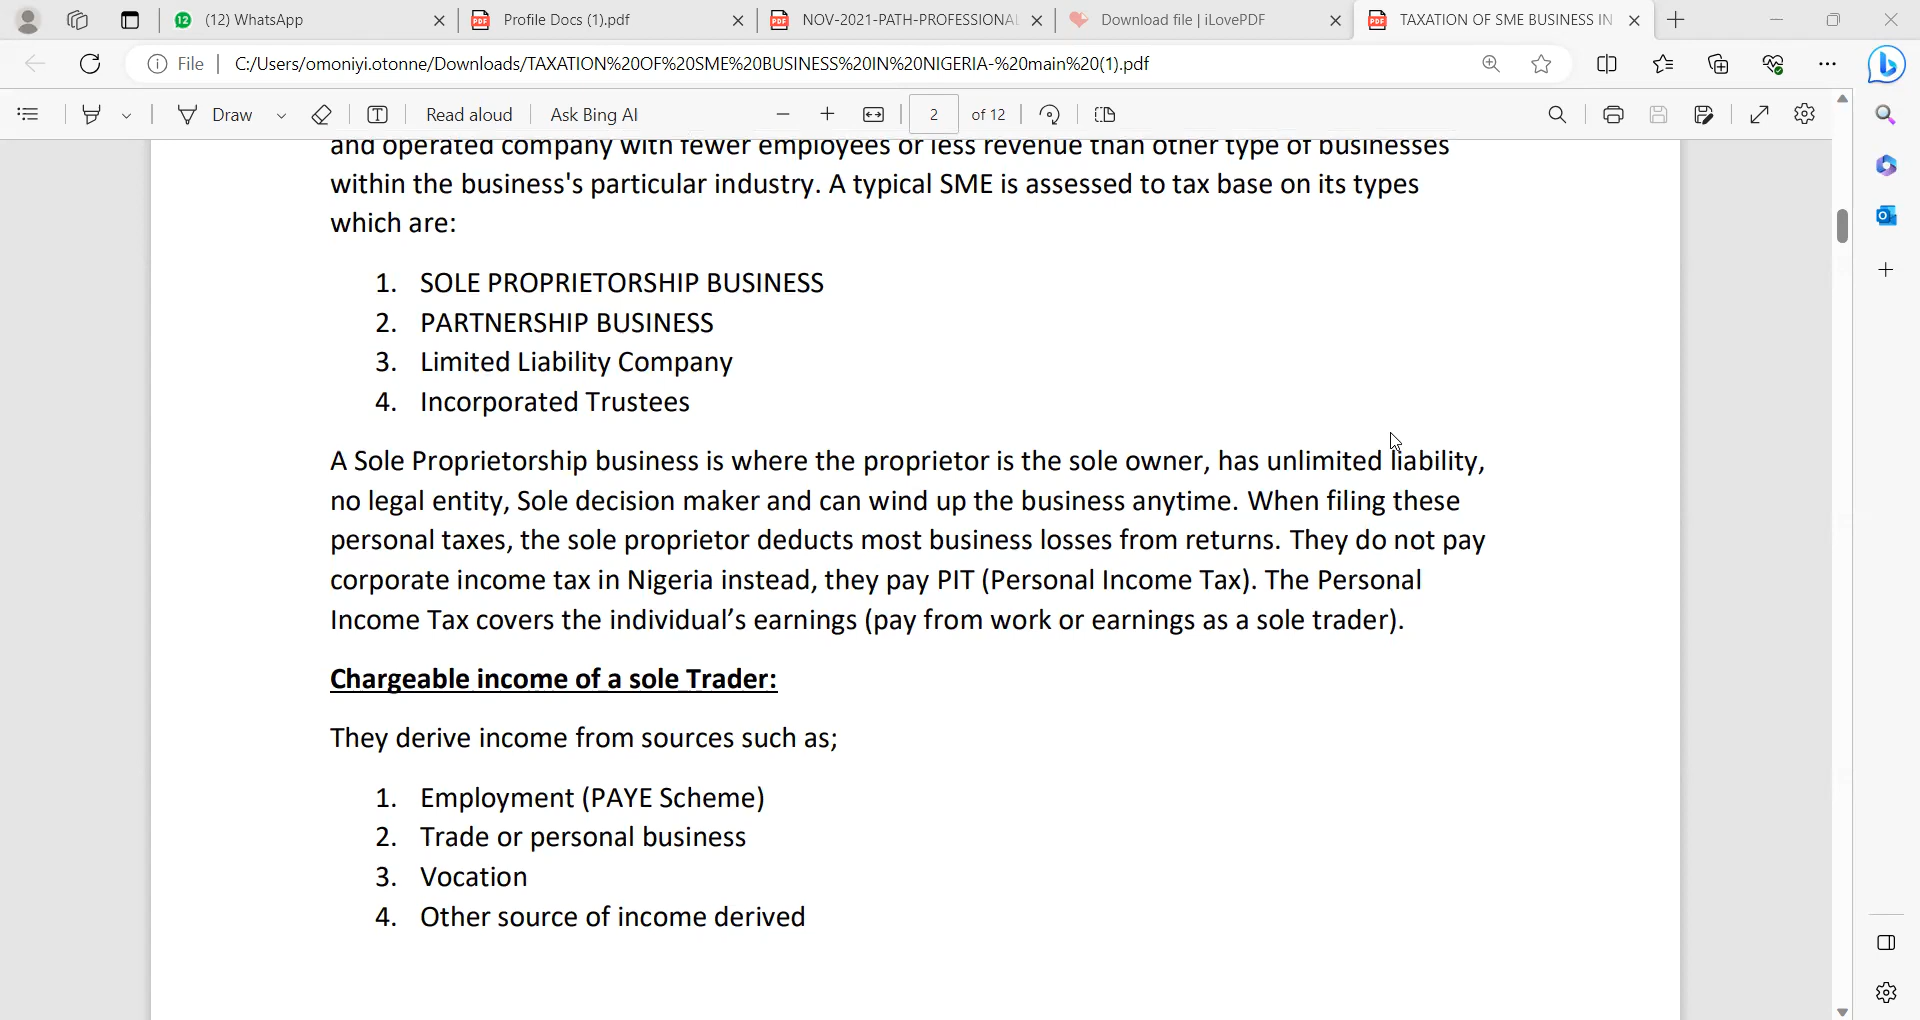 (12) WhatsApp
Profile Docs (1).pdf
NOV-2021-PATH-PROFESSIONAL
Download file | iLovePDF
TAXATION OF SME BUSINESS IN
File
C:/Users/omoniyi.otonne/Downloads/TAXATION%20OF%20SME%20BUSINESS%20IN%20NIGERIA-%20main%20(1).pdf
Draw
Read aloud
Ask Bing AI
2 of 12
and operated company with fewer employees or less revenue than other type of businesses
within the business's particular industry. A typical SME is assessed to tax base on its types
which are:
1. SOLE PROPRIETORSHIP BUSINESS
2. PARTNERSHIP BUSINESS
3. Limited Liability Company
4. Incorporated Trustees
A Sole Proprietorship business is where the proprietor is the sole owner, has unlimited liability,
no legal entity, Sole decision maker and can wind up the business anytime. When filing these
personal taxes, the sole proprietor deducts most business losses from returns. They do not pay
corporate income tax in Nigeria instead, they pay PIT (Personal Income Tax). The Personal
Income Tax covers the individual’s earnings (pay from work or earnings as a sole trader).
Chargeable income of a sole Trader:
They derive income from sources such as;
1. Employment (PAYE Scheme)
2. Trade or personal business
3. Vocation
4. Other source of income derived